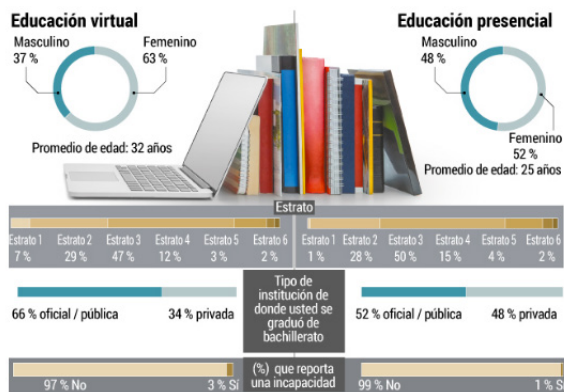 Educación virtual
Masculino
37 %
Femenino
63 %
Promedio de edad: 32 años
Educación presencial
Masculino
48 %
Femenino
52 %
Promedio de edad: 25 años
Estrato
Estrato 1 Estrato 2 Estrato 3 Estrato 4 Estrato 5 Estrato 6
7 % 29 % 47 % 12 % 3 % 2 %
Estrato 1 Estrato 2 Estrato 3 Estrato 4 Estrato 5 Estrato 6
1 % 28 % 50 % 15 % 4 % 2 %
Tipo de
institución de
donde usted se
graduó de
bachillerato
66 % oficial / pública 34 % privada
52 % oficial / pública 48 % privada
(%) que reporta
una incapacidad
97 % No 3 % Sí
99 % No 1 % S